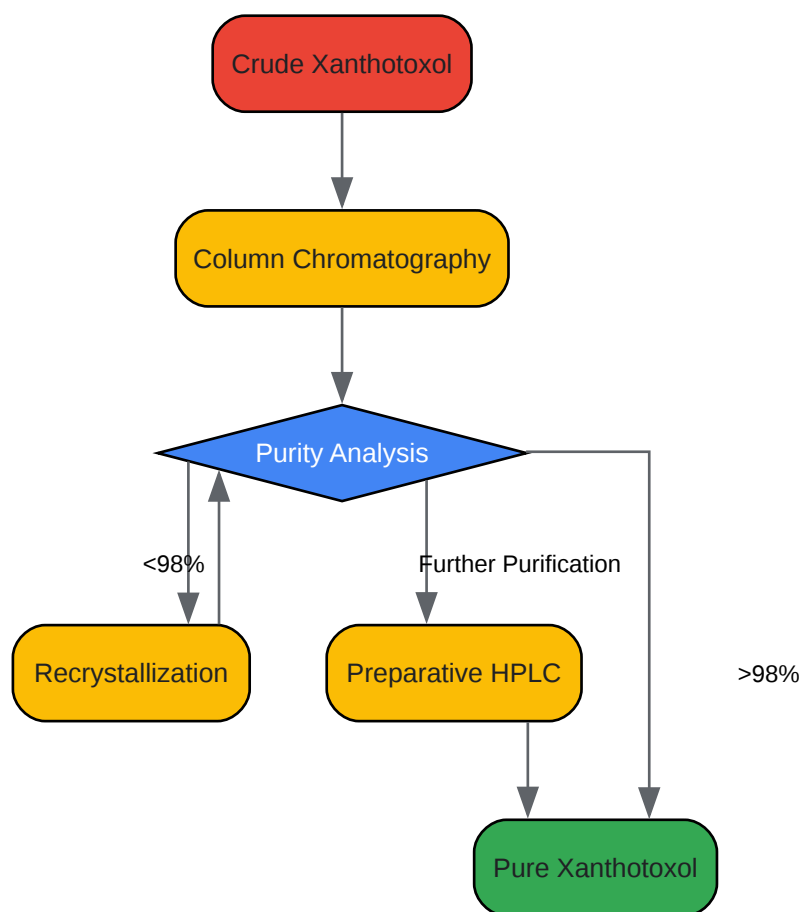 Crude Xanthotoxol
Column Chromatography
Purity Analysis
<98%
Further Purification
Recrystallization
Preparative HPLC
>98%
Pure Xanthotoxol